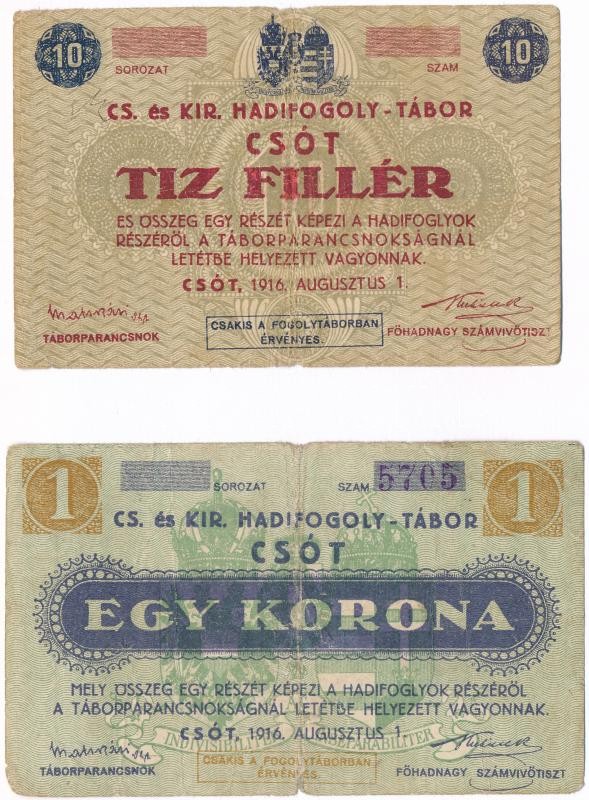 10 10
SOROZAT SZAM
CS. és KIR. HADIFOGOLY-TÁBOR
CSÓT
TIZ FILLÉR
ES ÖSSZEG EGY RÉSZÉT KÉPEZI A HADIFOGLYOK
RÉSZÉRŐL A TÁBORPARANCSNOKSÁGNÁL
LETÉTBE HELYEZETT VAGYONNAK.
CSÓT, 1916. AUGUSZTUS 1.
TÁBORPARANCSNOK
CSAKIS A FOGOLYTÁBORBAN
ÉRVÉNYES.
FŐHADNAGY SZÁMVIVŐTISZT
1 1
SOROZAT SZAM 5705
CS. és KIR. HADIFOGOLY-TÁBOR
CSÓT
EGY KORONA
MELY ÖSSZEG EGY RÉSZÉT KÉPEZI A HADIFOGLYOK RÉSZÉRŐL
A TÁBORPARANCSNOKSÁGNÁL LETÉTBE HELYEZETT VAGYONNAK.
CSÓT, 1916. AUGUSZTUS 1.
INDIVISIBILITER INSEPARABILITER
TÁBORPARANCSNOK
CSAKIS A FOGOLYTÁBORBAN
ÉRVÉNYES.
FŐHADNAGY SZÁMVIVŐTISZT